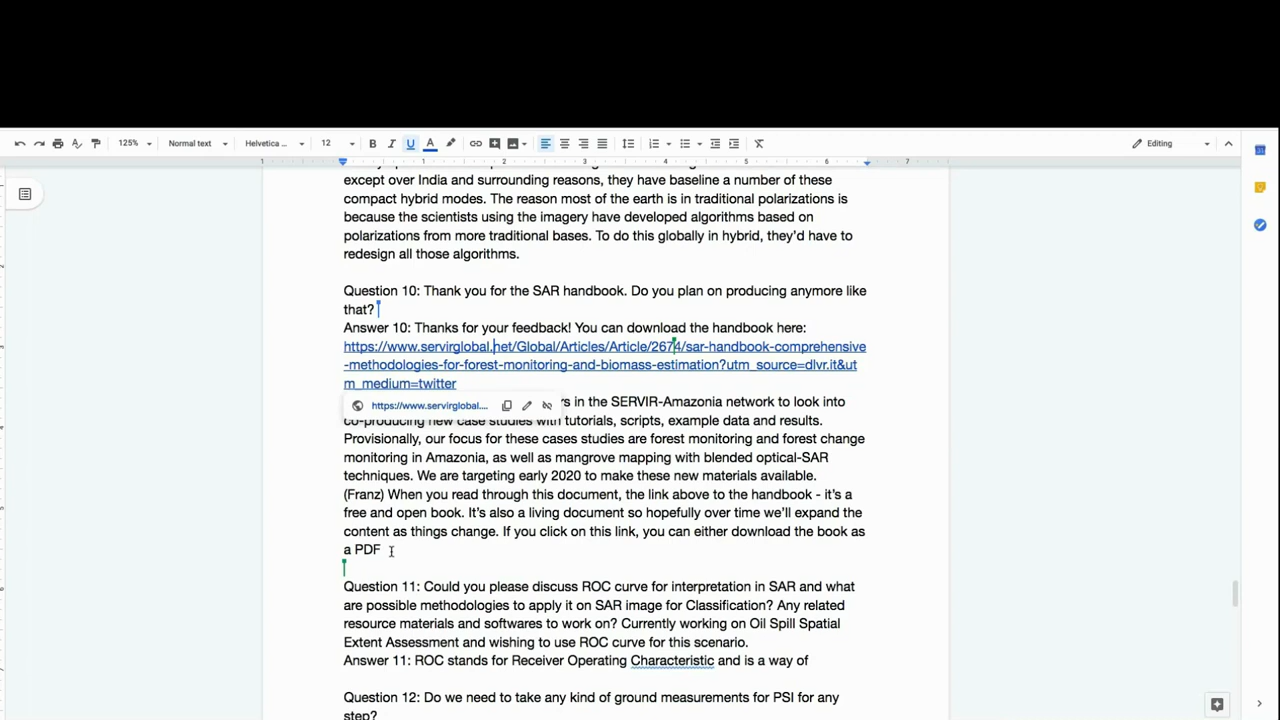 125%
Normal text
Helvetica ...
12
B
I
U
A
Editing
1
1
2
3
4
5
6
7
except over India and surrounding reasons, they have baseline a number of these
compact hybrid modes. The reason most of the earth is in traditional polarizations is
because the scientists using the imagery have developed algorithms based on
polarizations from more traditional bases. To do this globally in hybrid, they'd have to
redesign all those algorithms.
Question 10: Thank you for the SAR handbook. Do you plan on producing anymore like
that?
Answer 10: Thanks for your feedback! You can download the handbook here:
https://www.servirglobal.net/Global/Articles/Article/2674/sar-handbook-comprehensive
-methodologies-for-forest-monitoring-and-biomass-estimation?utm_source=dlvr.it&ut
m_medium=twitter
https://www.servirglobal....
rs in the SERVIR-Amazonia network to look into
co-producing new case studies with tutorials, scripts, example data and results.
Provisionally, our focus for these cases studies are forest monitoring and forest change
monitoring in Amazonia, as well as mangrove mapping with blended optical-SAR
techniques. We are targeting early 2020 to make these new materials available.
(Franz) When you read through this document, the link above to the handbook - it's a
free and open book. It's also a living document so hopefully over time we'll expand the
content as things change. If you click on this link, you can either download the book as
a PDF
Question 11: Could you please discuss ROC curve for interpretation in SAR and what
are possible methodologies to apply it on SAR image for Classification? Any related
resource materials and softwares to work on? Currently working on Oil Spill Spatial
Extent Assessment and wishing to use ROC curve for this scenario.
Answer 11: ROC stands for Receiver Operating Characteristic and is a way of
Question 12: Do we need to take any kind of ground measurements for PSI for any
step?